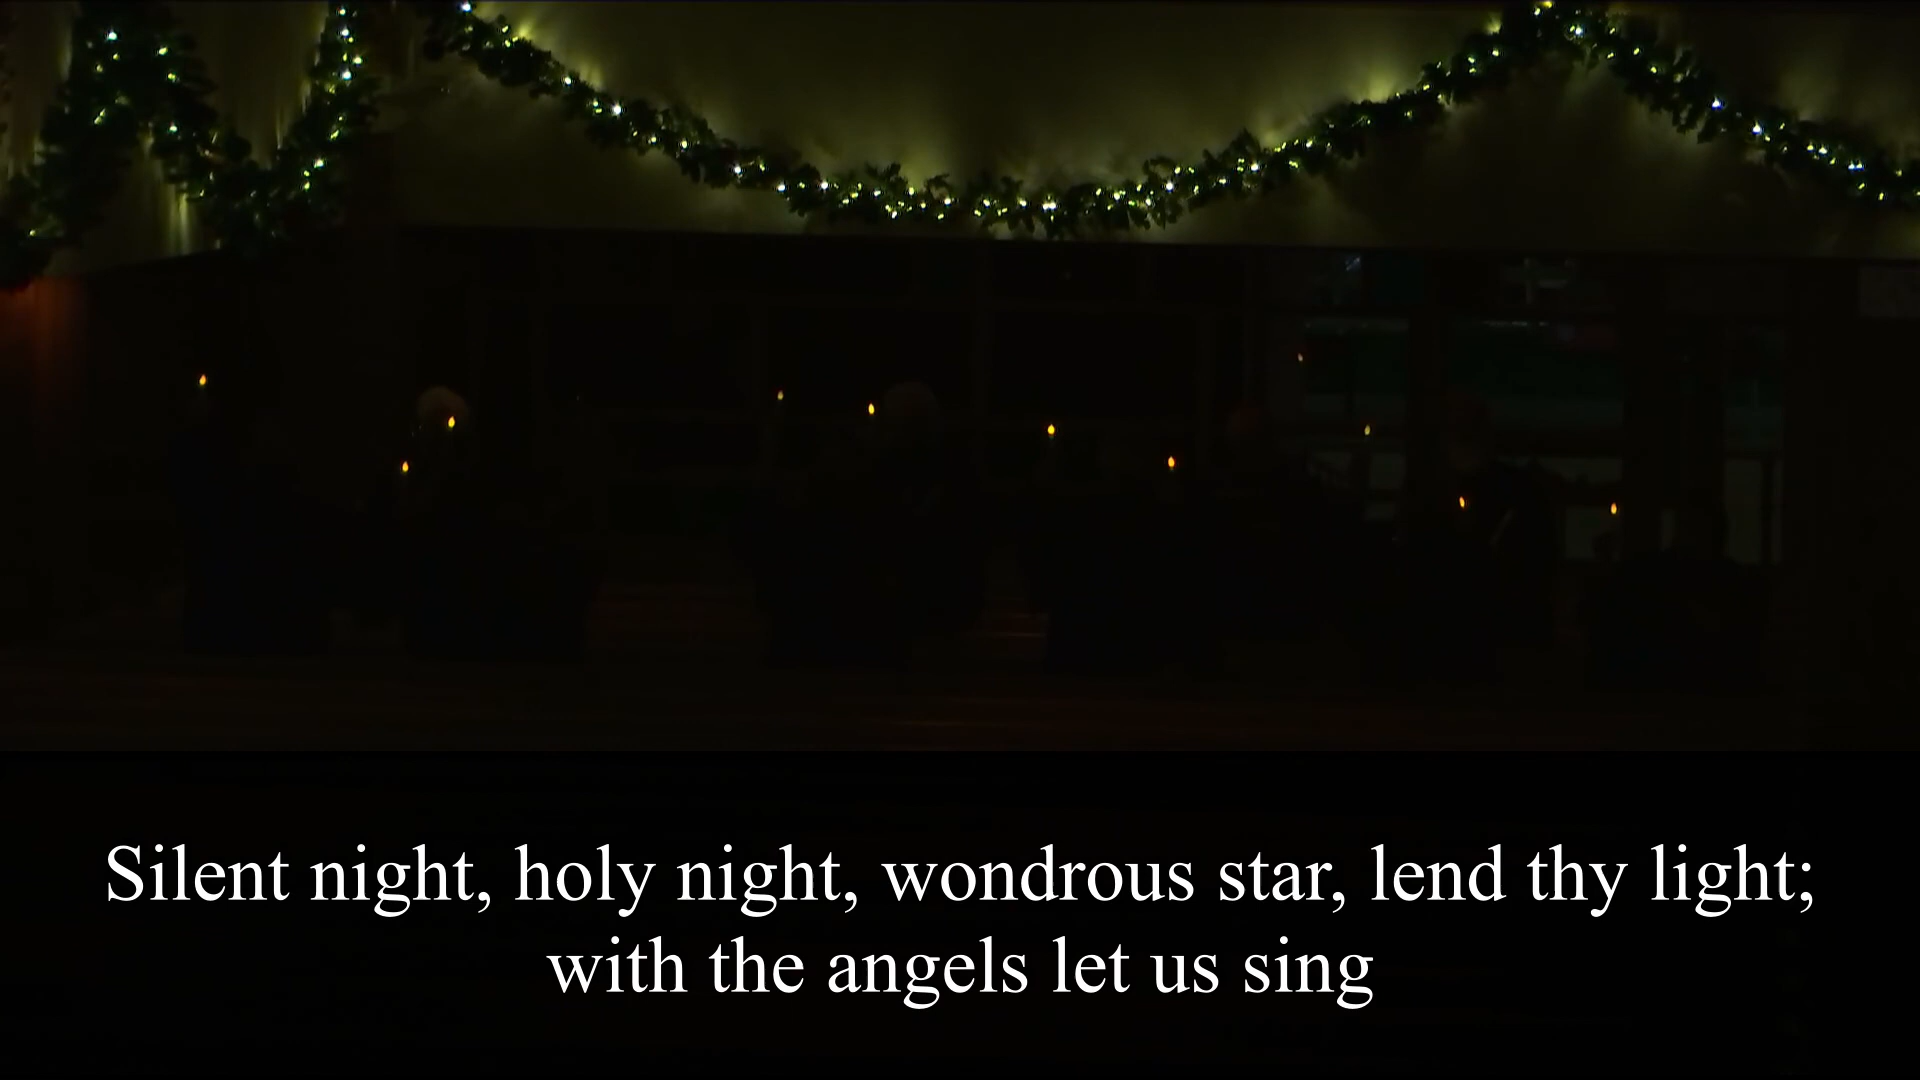 Silent night, holy night, wondrous star, lend thy light;
with the angels let us sing